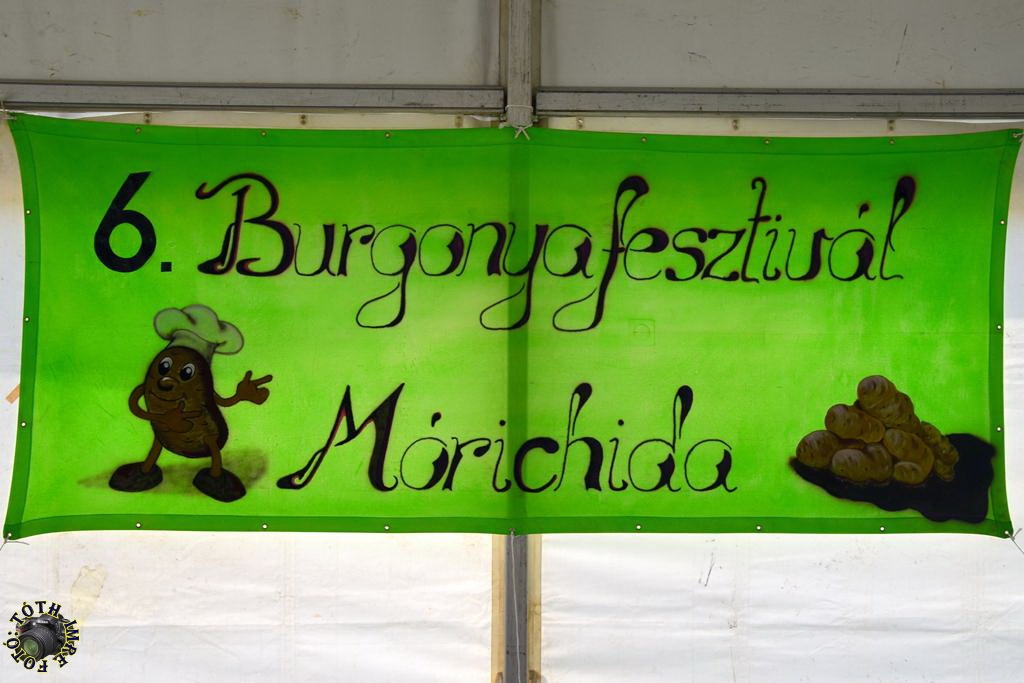 6. Burgonyafesztivál
Mórichida
FOTÓ: TÓTH IMRE